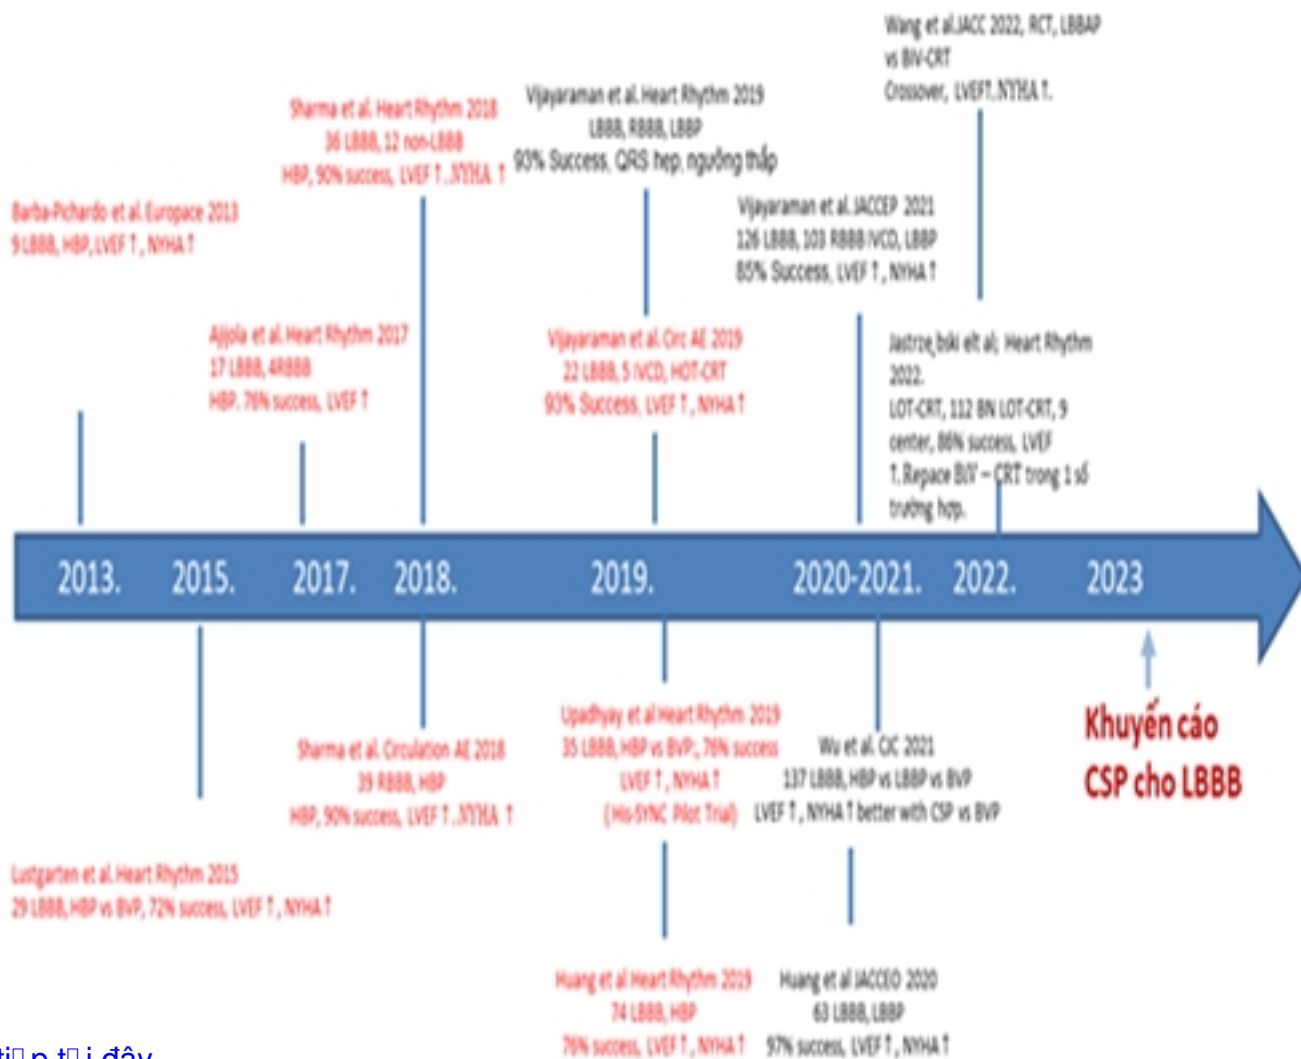 Wang et al.JACC 2022, RCT, LBBAP
vs BiV-CRT
Crossover, LVEF↑, NYHA ↑.
Vijayaraman et al. Heart Rhythm 2019
LBBB, RBBB, LBBP
93% Success, QRS hẹp, ngưỡng thấp
Sharma et al. Heart Rhythm 2018
36 LBBB, 12 non-LBBB
HBP, 90% success, LVEF ↑..NYHA ↑
Barba-Pichardo et al. Europace 2013
9 LBBB, HBP, LVEF ↑, NYHA ↑
Vijayaraman et al. JACCEP 2021
126 LBBB, 103 RBBB IVCD, LBBP
85% Success, LVEF ↑, NYHA ↑
Ajijola et al. Heart Rhythm 2017
17 LBBB, 4RBBB
HBP. 76% success, LVEF ↑
Vijayaraman et al. Circ AE 2019
22 LBBB, 5 IVCD, HOT-CRT
93% Success, LVEF ↑, NYHA ↑
Jastrzębski elt al; Heart Rhythm
2022.
LOT-CRT, 112 BN LOT-CRT, 9
center, 86% success, LVEF
↑. Repace BiV – CRT trong 1 số
trường hợp.
2013. 2015. 2017. 2018. 2019. 2020-2021. 2022. 2023
Khuyến cáo
CSP cho LBBB
Upadhyay et al Heart Rhythm 2019
35 LBBB, HBP vs BVP:, 76% success
LVEF ↑, NYHA ↑
(His-SYNC Pilot Trial)
Wu et al. CJC 2021
137 LBBB, HBP vs LBBP vs BVP
LVEF ↑, NYHA ↑ better with CSP vs BVP
Sharma et al. Circulation AE 2018
39 RBBB, HBP
HBP, 90% success, LVEF ↑..NYHA ↑
Lustgarten et al. Heart Rhythm 2015
29 LBBB, HBP vs BVP, 72% success, LVEF ↑, NYHA ↑
Huang et al Heart Rhythm 2019
74 LBBB, HBP
76% success, LVEF ↑, NYHA ↑
Huang et al JACCEO 2020
63 LBBB, LBBP
97% success, LVEF ↑, NYHA ↑
đây